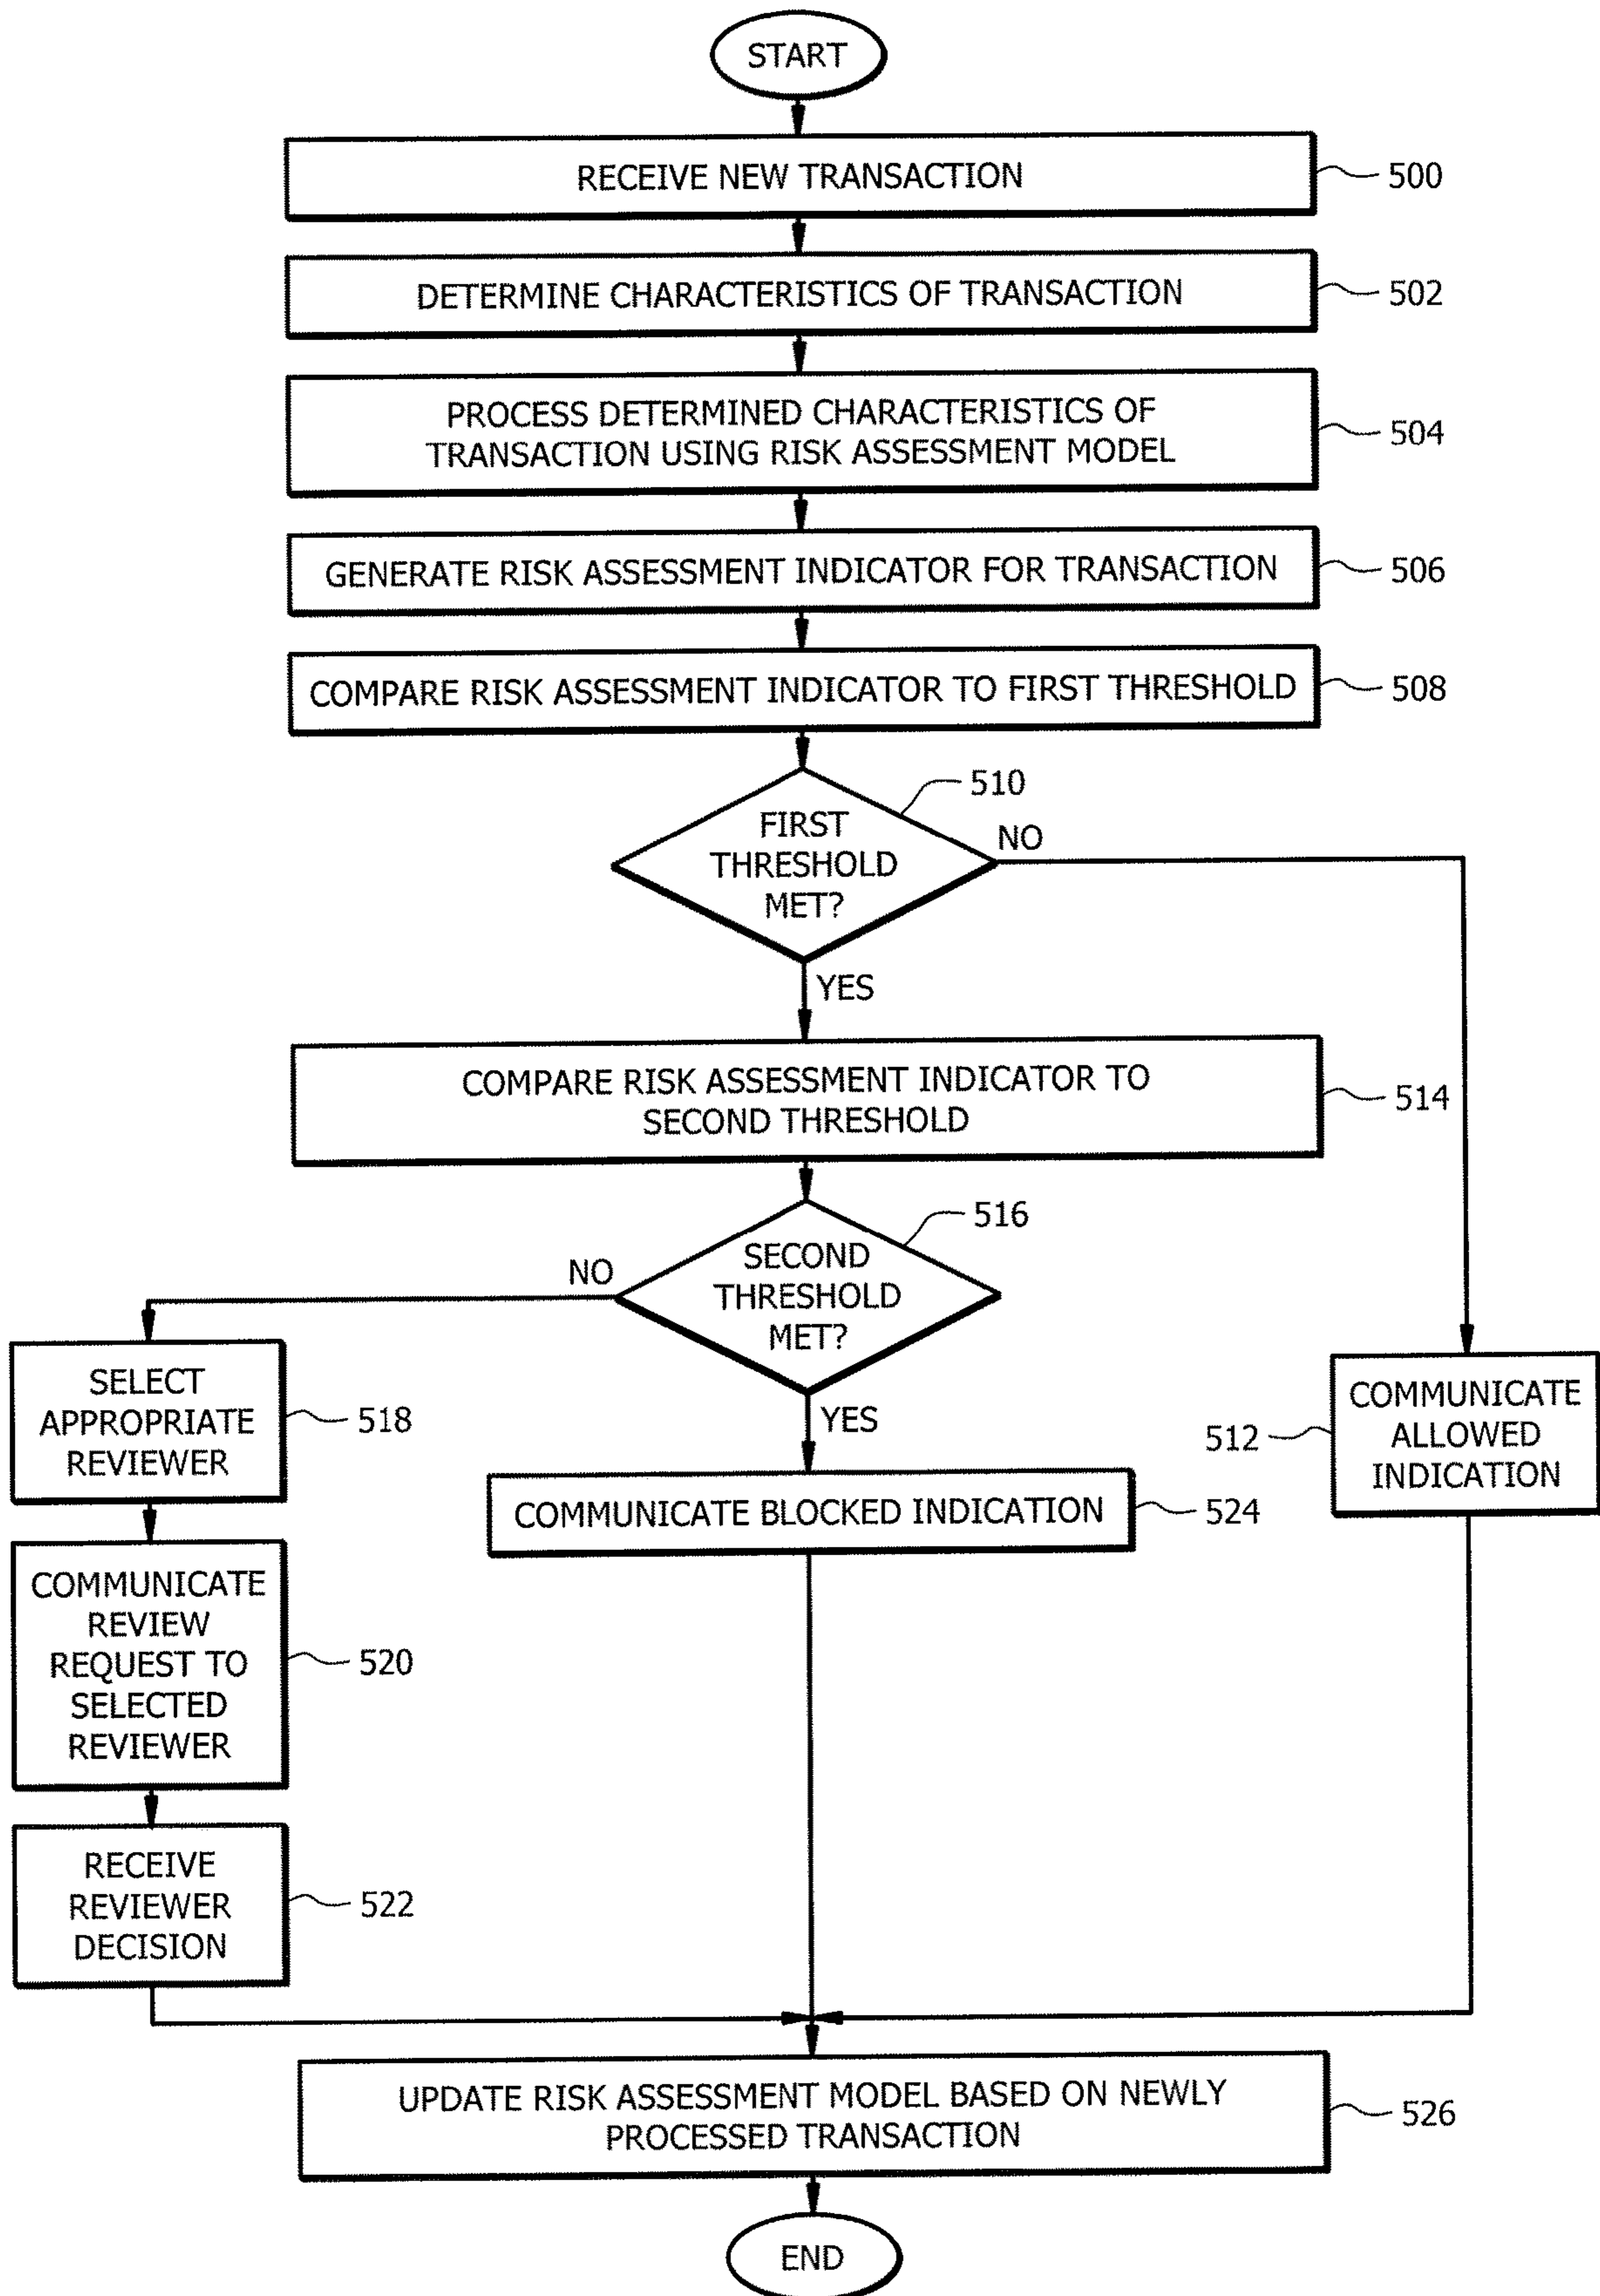 START
RECEIVE NEW TRANSACTION
500
DETERMINE CHARACTERISTICS OF TRANSACTION
502
PROCESS DETERMINED CHARACTERISTICS OF
TRANSACTION USING RISK ASSESSMENT MODEL
504
GENERATE RISK ASSESSMENT INDICATOR FOR TRANSACTION
506
COMPARE RISK ASSESSMENT INDICATOR TO FIRST THRESHOLD
508
510
FIRST
THRESHOLD
MET?
NO
YES
COMPARE RISK ASSESSMENT INDICATOR TO
SECOND THRESHOLD
514
516
SECOND
THRESHOLD
MET?
NO
YES
SELECT
APPROPRIATE
REVIEWER
518
COMMUNICATE BLOCKED INDICATION
524
512
COMMUNICATE
ALLOWED
INDICATION
COMMUNICATE
REVIEW
REQUEST TO
SELECTED
REVIEWER
520
RECEIVE
REVIEWER
DECISION
522
UPDATE RISK ASSESSMENT MODEL BASED ON NEWLY
PROCESSED TRANSACTION
526
END